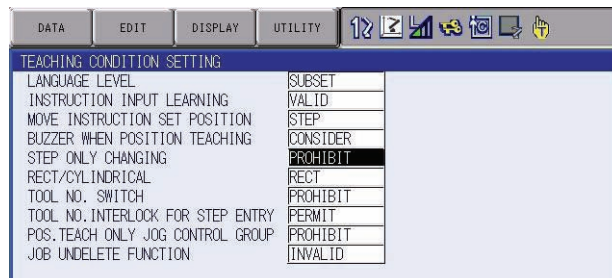 DATA EDIT DISPLAY UTILITY
TEACHING CONDITION SETTING
LANGUAGE LEVEL SUBSET
INSTRUCTION INPUT LEARNING VALID
MOVE INSTRUCTION SET POSITION STEP
BUZZER WHEN POSITION TEACHING CONSIDER
STEP ONLY CHANGING PROHIBIT
RECT/CYLINDRICAL RECT
TOOL NO. SWITCH PROHIBIT
TOOL NO.INTERLOCK FOR STEP ENTRY PERMIT
POS.TEACH ONLY JOG CONTROL GROUP PROHIBIT
JOB UNDELETE FUNCTION INVALID